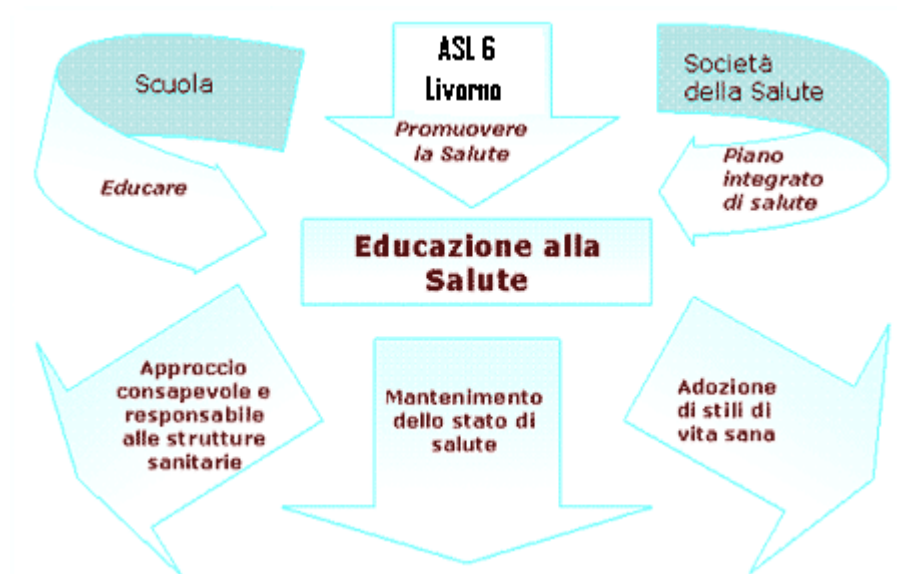 Scuola
Educare
ASL 6
Livorno
Promuovere
la Salute
Società
della Salute
Piano
integrato
di salute
Educazione alla
Salute
Approccio
consapevole e
responsabile
alle strutture
sanitarie
Mantenimento
dello stato di
salute
Adozione
di stili di
vita sana